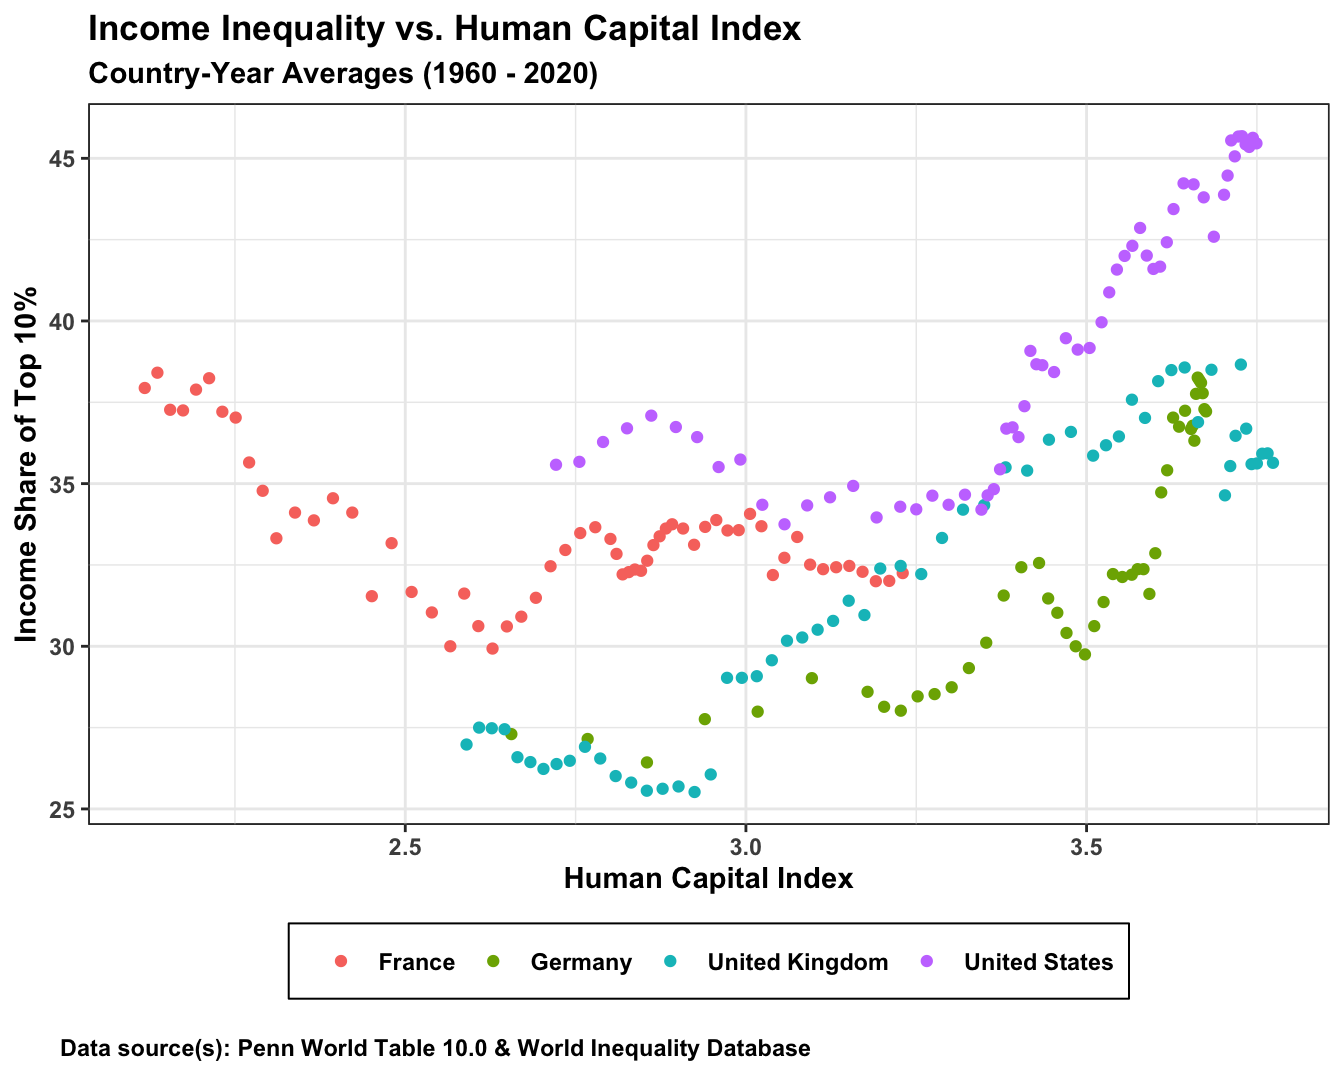 Income Inequality vs. Human Capital Index
Country-Year Averages (1960 - 2020)
Income Share of Top 10%
45
40
35
30
25
2.5 3.0 3.5
Human Capital Index
France Germany United Kingdom United States
Data source(s): Penn World Table 10.0 & World Inequality Database